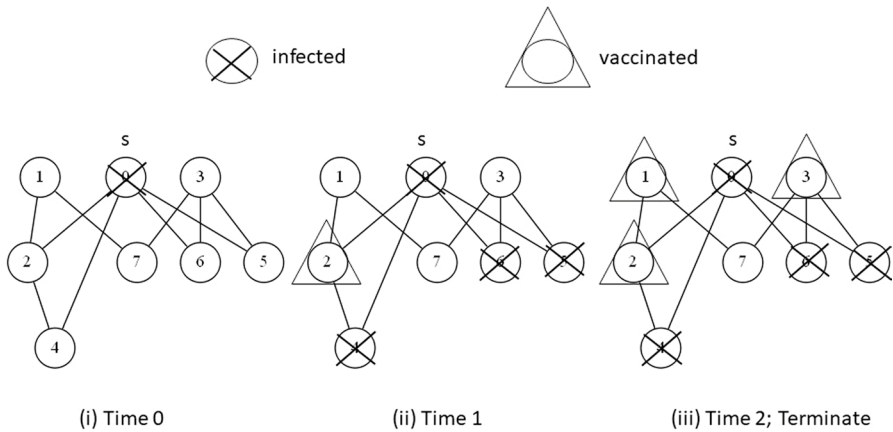 infected
vaccinated
s
s
s
1 0 3
1 0 3
1 0 3
2 7 6 5
2 7 6 5
2 7 6 5
4
4
4
(i) Time 0
(ii) Time 1
(iii) Time 2; Terminate